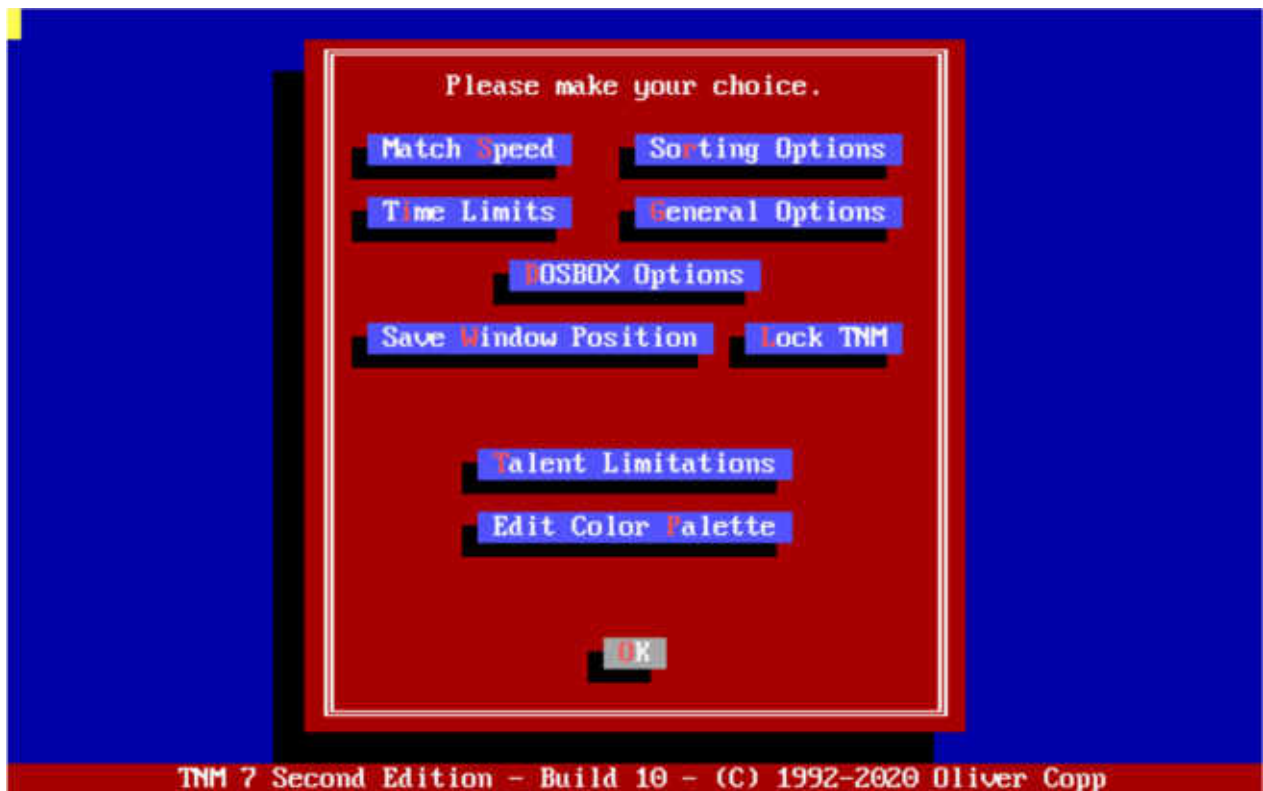 Please make your choice.
Match Speed Sorting Options
Time Limits General Options
DOSBOX Options
Save Window Position Lock TNM
Talent Limitations
Edit Color Palette
OK
TNM 7 Second Edition - Build 10 - (C) 1992-2020 Oliver Copp